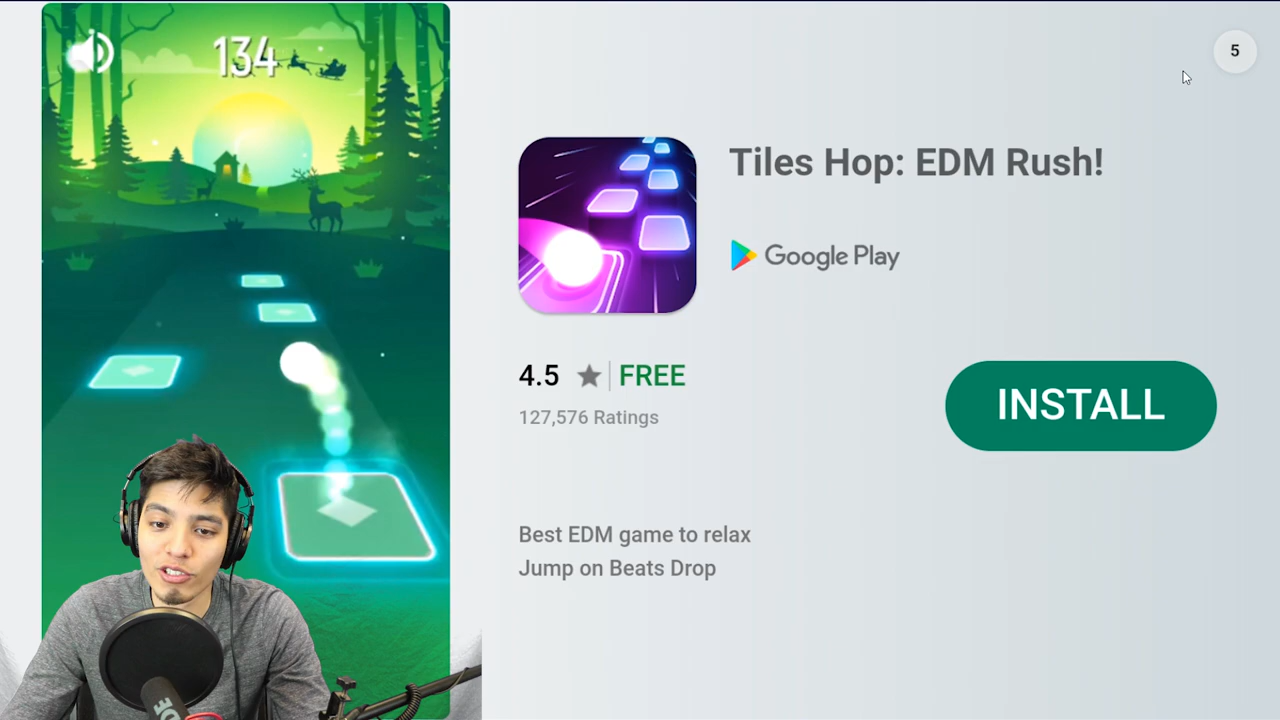 134
5
Tiles Hop: EDM Rush!
Google Play
4.5
FREE
127,576 Ratings
INSTALL
Best EDM game to relax
Jump on Beats Drop